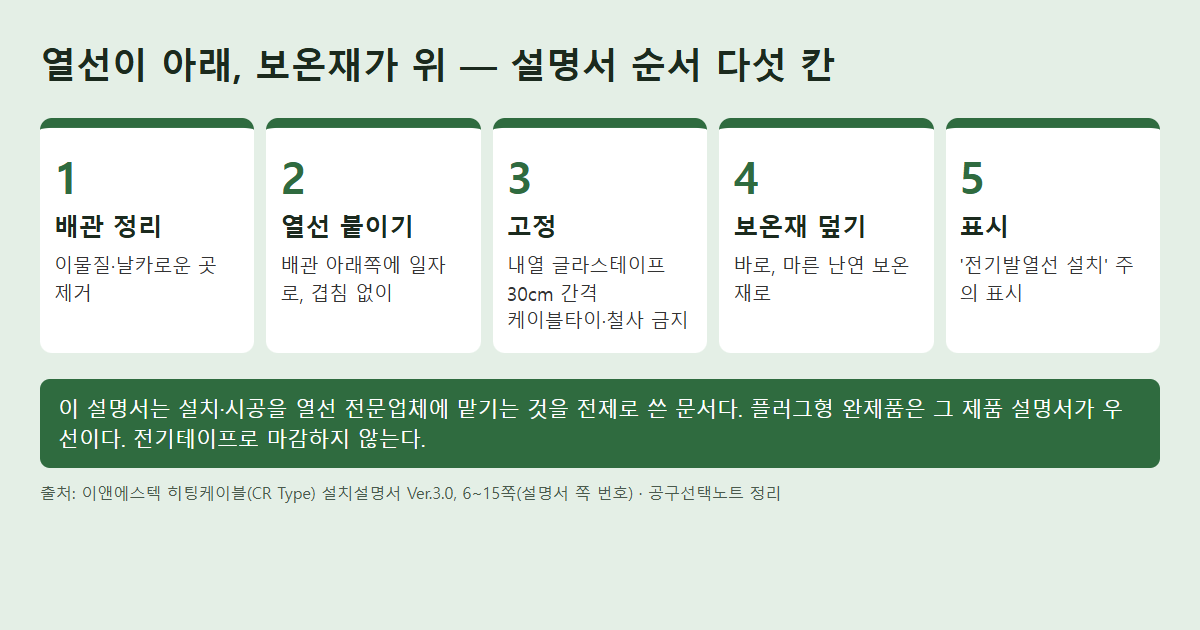 열선이 아래, 보온재가 위 — 설명서 순서 다섯 칸
1
배관 정리
이물질·날카로운 곳
제거
2
열선 붙이기
배관 아래쪽에 일자
로, 겹침 없이
3
고정
내열 글라스테이프
30cm 간격
케이블타이·철사 금지
4
보온재 덮기
바로, 마른 난연 보온
재로
5
표시
'전기발열선 설치' 주
의 표시
이 설명서는 설치·시공을 열선 전문업체에 맡기는 것을 전제로 쓴 문서다. 플러그형 완제품은 그 제품 설명서가 우
선이다. 전기테이프로 마감하지 않는다.
출처: 이앤에스텍 히팅케이블(CR Type) 설치설명서 Ver.3.0, 6~15쪽(설명서 쪽 번호) · 공구선택노트 정리